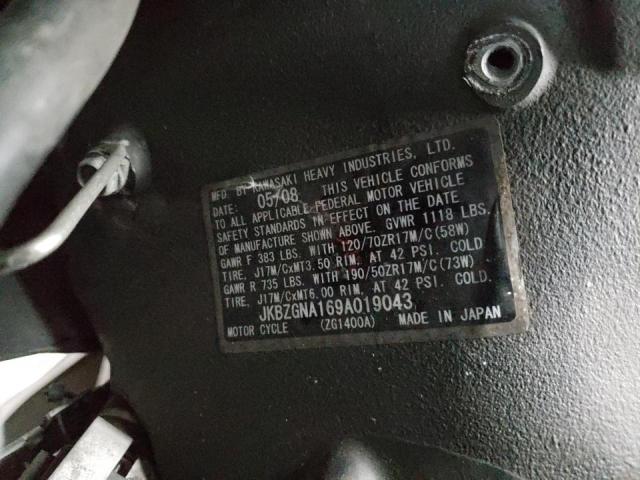 MFD. BY KAWASAKI HEAVY INDUSTRIES, LTD.
DATE: 05/08 THIS VEHICLE CONFORMS
TO ALL APPLICABLE FEDERAL MOTOR VEHICLE
SAFETY STANDARDS IN EFFECT ON THE DATE
OF MANUFACTURE SHOWN ABOVE. GVWR 1118 LBS.
GAWR F 383 LBS. WITH 120/70ZR17M/C(58W)
TIRE, J17M/CxMT3.50 RIM, AT 42 PSI. COLD
GAWR R 735 LBS. WITH 190/50ZR17M/C(73W)
TIRE, J17M/CxMT6.00 RIM, AT 42 PSI. COLD.
JKBZGNA169A019043
MOTOR CYCLE (ZG1400A) MADE IN JAPAN